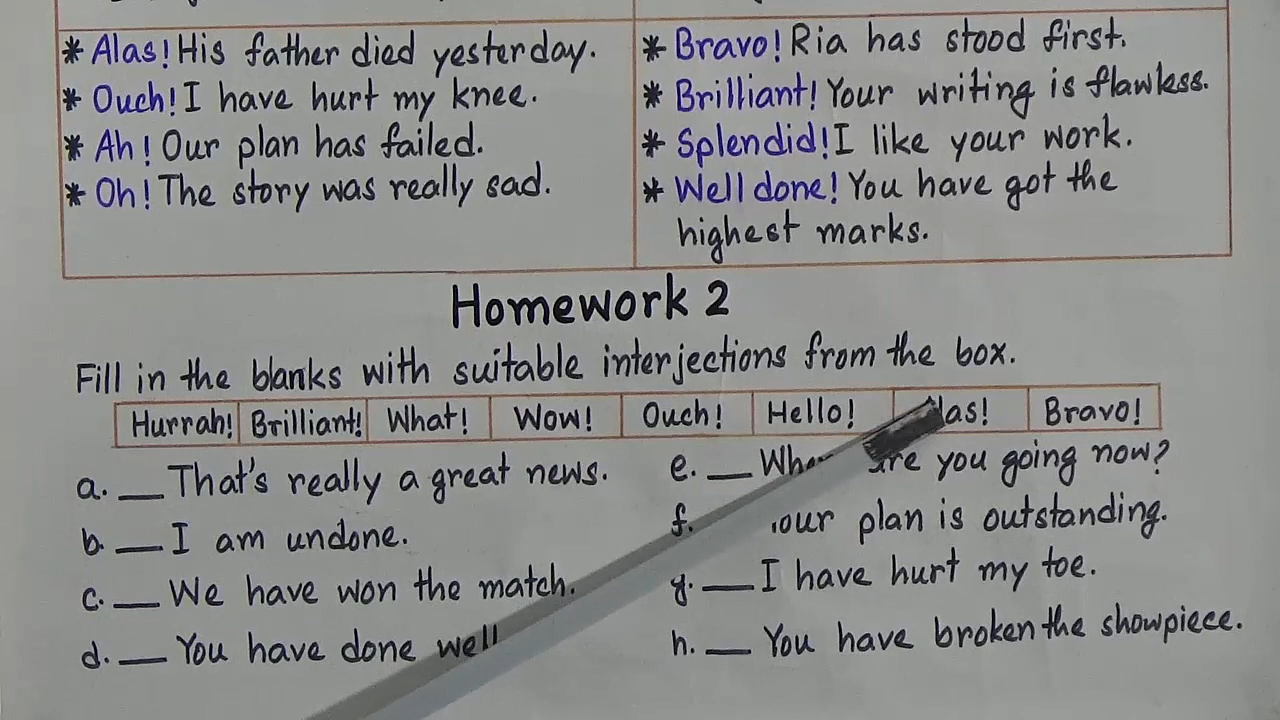 * Alas! His father died yesterday.
* Ouch! I have hurt my knee.
* Ah! Our plan has failed.
* Oh! The story was really sad.
* Bravo! Ria has stood first.
* Brilliant! Your writing is flawless.
* Splendid! I like your work.
* Well done! You have got the
highest marks.
Homework 2
Fill in the blanks with suitable interjections from the box.
Hurrah! Brilliant! What! Wow! Ouch! Hello! Alas! Bravo!
a. __ That's really a great news.
b. __ I am undone.
c. __ We have won the match.
d. __ You have done well
e. __ are you going now?
f. our plan is outstanding.
g. __ I have hurt my toe.
h. __ You have broken the showpiece.